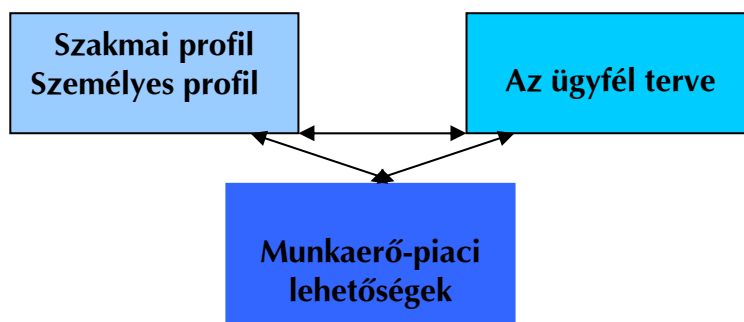 Szakmai profil
Személyes profil
Az ügyfél terve
Munkaerő-piaci
lehetőségek